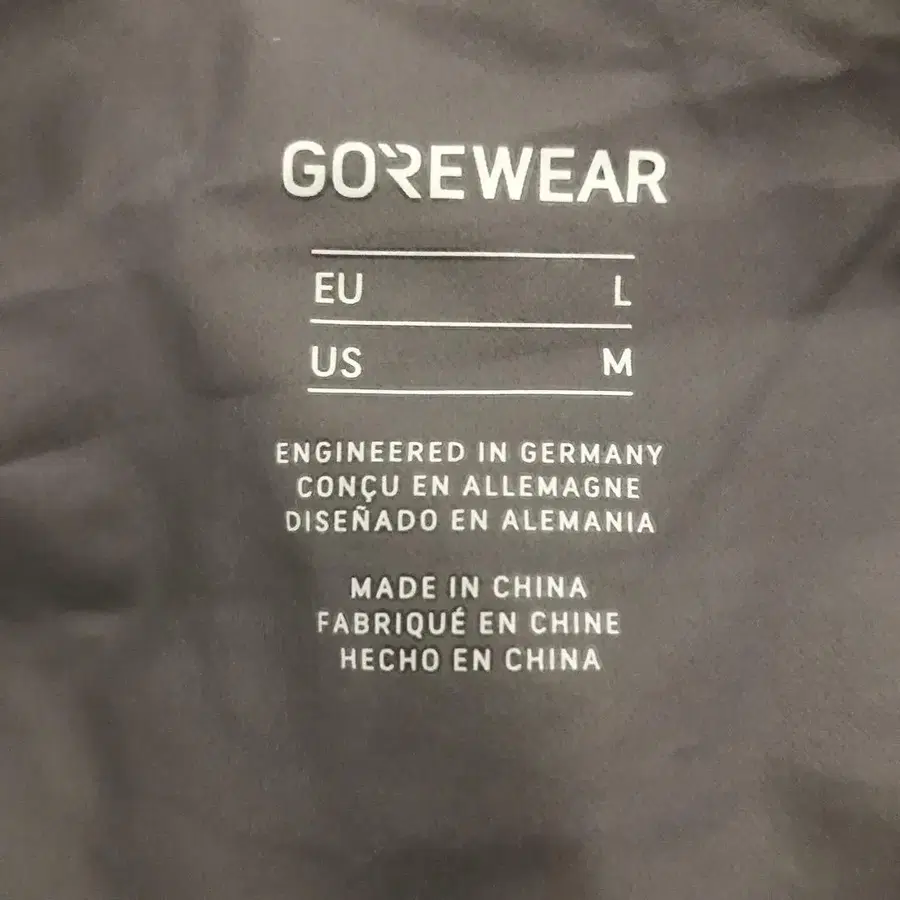 GOREWEAR
EU L
US M
ENGINEERED IN GERMANY
CONÇU EN ALLEMAGNE
DISEÑADO EN ALEMANIA
MADE IN CHINA
FABRIQUÉ EN CHINE
HECHO EN CHINA